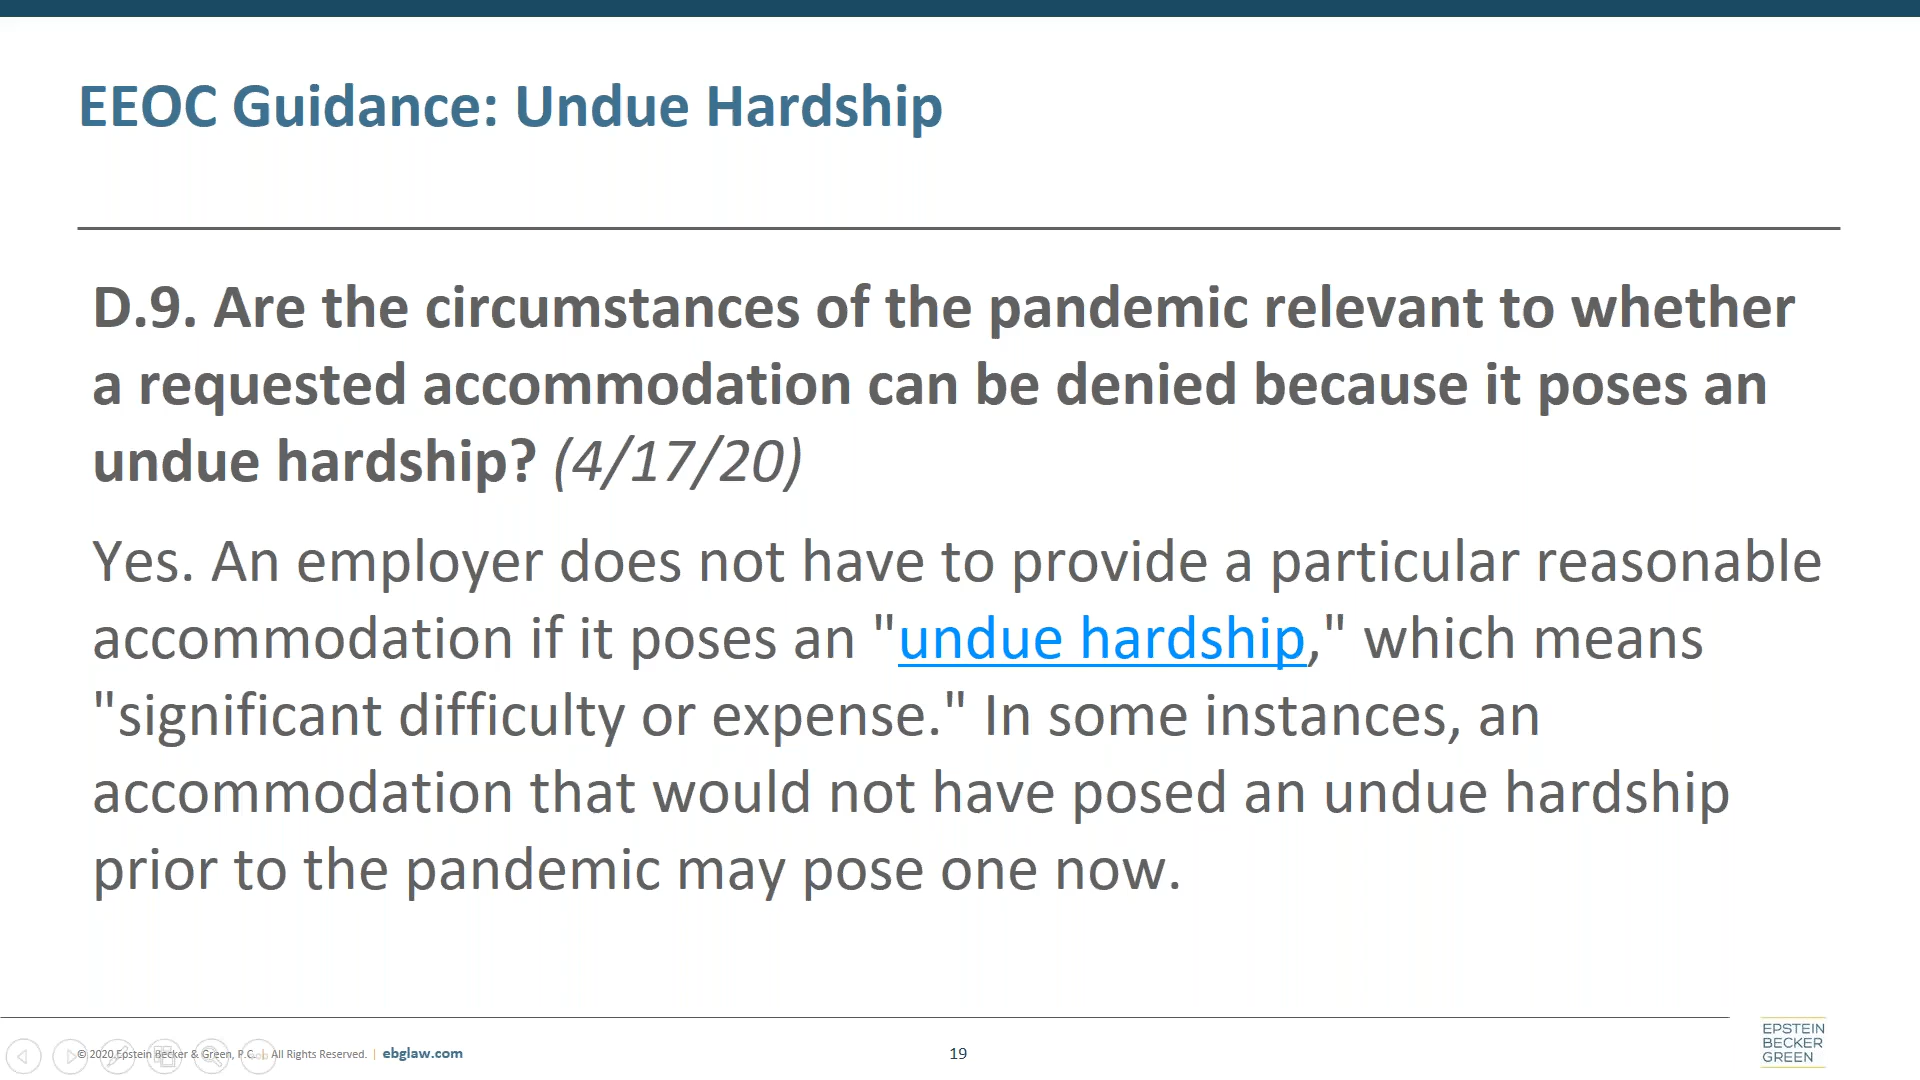 EEOC Guidance: Undue Hardship
D.9. Are the circumstances of the pandemic relevant to whether
a requested accommodation can be denied because it poses an
undue hardship? (4/17/20)
Yes. An employer does not have to provide a particular reasonable
accommodation if it poses an "undue hardship," which means
"significant difficulty or expense." In some instances, an
accommodation that would not have posed an undue hardship
prior to the pandemic may pose one now.
© 2020 Epstein Becker & Green, P.C. | All Rights Reserved. | ebglaw.com
19
EPSTEIN
BECKER
GREEN